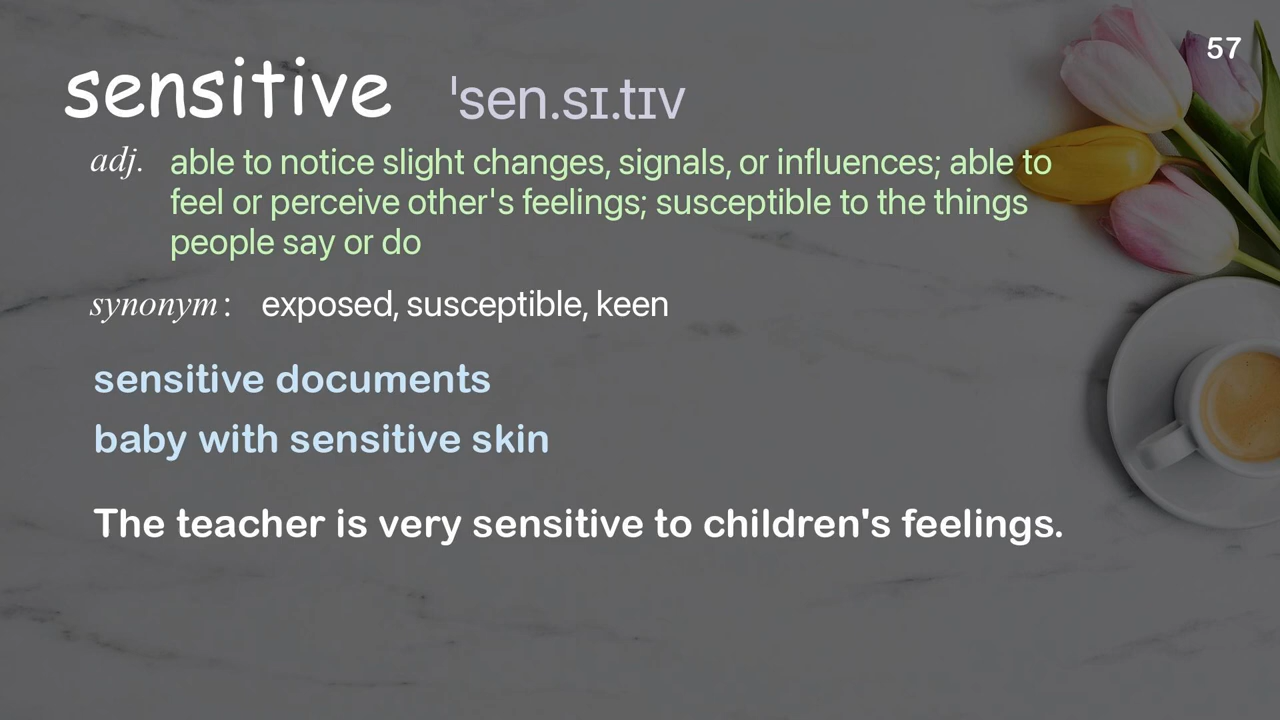 57
sensitive ˈsen.sɪ.tɪv
adj. able to notice slight changes, signals, or influences; able to
feel or perceive other's feelings; susceptible to the things
people say or do
synonym: exposed, susceptible, keen
sensitive documents
baby with sensitive skin
The teacher is very sensitive to children's feelings.